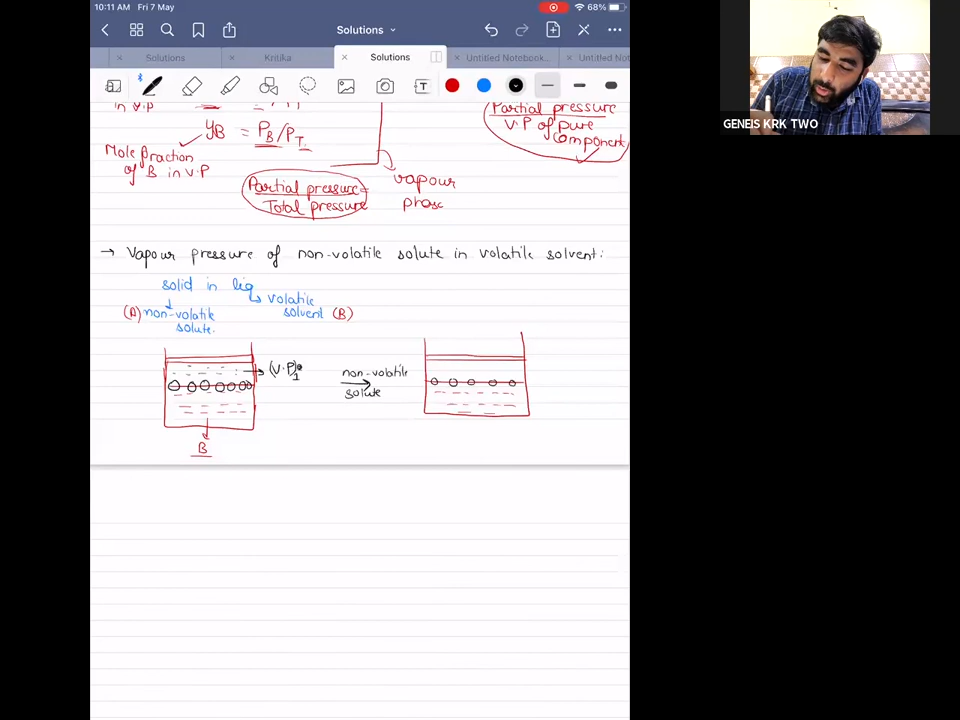 10:11 AM Fri 7 May
68%
Solutions
Solutions
Kritika
Solutions
Untitled Notebook...
Untitled No
GENEIS KRK TWO
in V.P
yB = PB/PT.
Mole fraction
of B in V.P
Partial pressure
Total pressure
vapour
phase
Partial pressure
V.P of pure
Component
→ Vapour pressure of non-volatile solute in volatile solvent:
solid in liq
volatile
solvent (B)
(A) non-volatile
solute.
(V.P)1
non-volatile
solute
B